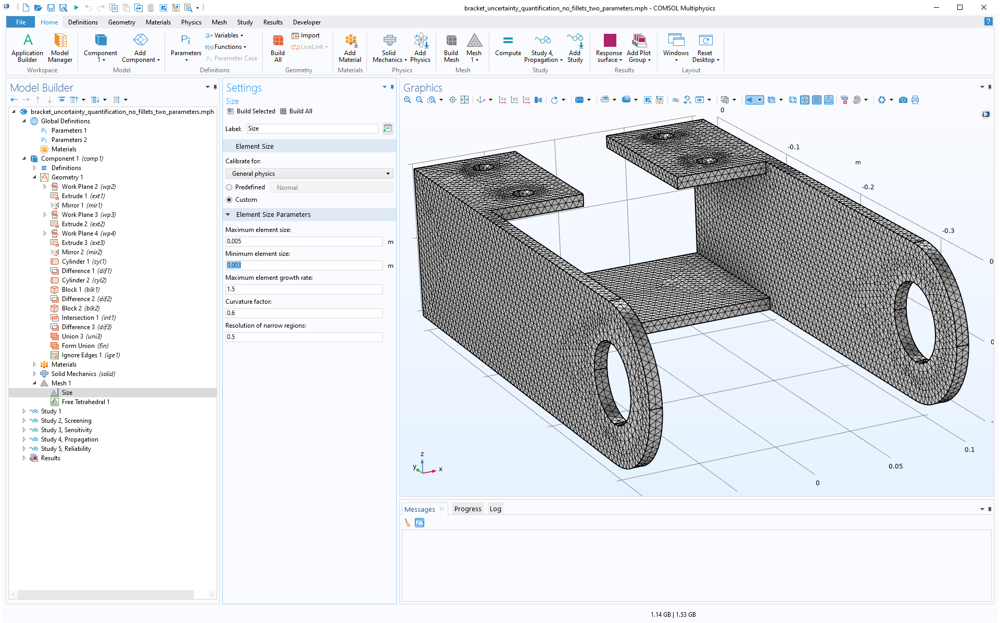 bracket_uncertainty_quantification_no_fillets_two_parameters.mph - COMSOL Multiphysics
File Home Definitions Geometry Materials Physics Mesh Study Results Developer
?
Application Builder
Model Manager
Workspace
Component 1
Add Component
Model
Pi
Parameters
a= Variables
f(x) Functions
Pi Parameter Case
Definitions
Build All
Import
LiveLink
Geometry
Add Material
Materials
Solid Mechanics
Add Physics
Physics
Build Mesh
Mesh 1
Mesh
Compute
Study 4, Propagation
Add Study
Study
Response surface
Add Plot Group
Results
Windows
Reset Desktop
Layout
Model Builder
bracket_uncertainty_quantification_no_fillets_two_parameters.mph
Global Definitions
Pi Parameters 1
Pi Parameters 2
Materials
Component 1 (comp1)
Definitions
Geometry 1
Work Plane 2 (wp2)
Extrude 1 (ext1)
Mirror 1 (mir1)
Work Plane 3 (wp3)
Extrude 2 (ext2)
Work Plane 4 (wp4)
Extrude 3 (ext3)
Mirror 2 (mir2)
Cylinder 1 (cyl1)
Difference 1 (dif1)
Cylinder 2 (cyl2)
Block 1 (blk1)
Difference 2 (dif2)
Block 2 (blk2)
Intersection 1 (int1)
Difference 3 (dif3)
Union 3 (uni3)
Form Union (fin)
Ignore Edges 1 (ige1)
Materials
Solid Mechanics (solid)
Mesh 1
Size
Free Tetrahedral 1
Study 1
Study 2, Screening
Study 3, Sensitivity
Study 4, Propagation
Study 5, Reliability
Results
Settings
Size
Build Selected Build All
Label: Size
Element Size
Calibrate for:
General physics
Predefined Normal
Custom
Element Size Parameters
Maximum element size:
0.005 m
Minimum element size:
0.003 m
Maximum element growth rate:
1.5
Curvature factor:
0.6
Resolution of narrow regions:
0.5
Graphics
xy yz xz
0
-0.1
m
-0.2
-0.3
0
0
-
0.1
0.05
0
z
y
x
Messages Progress Log
1.14 GB | 1.53 GB